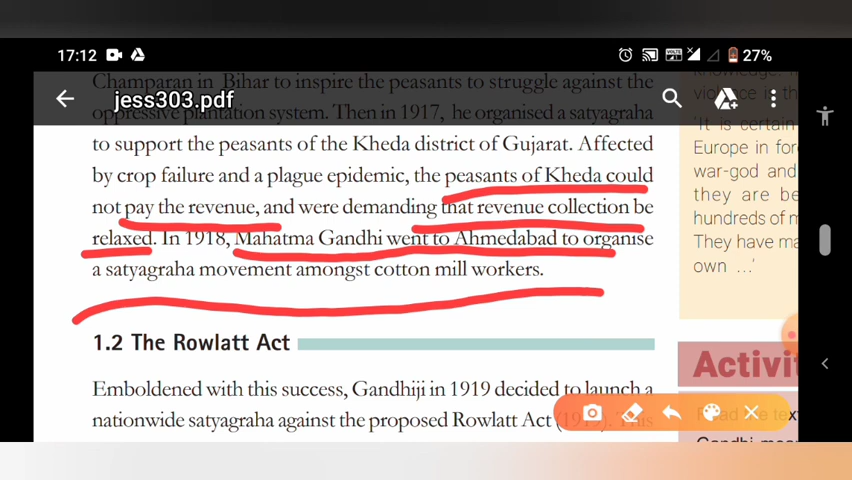 17:12 27%
jess303.pdf
Champaran in Bihar to inspire the peasants to struggle against the
oppressive plantation system. Then in 1917, he organised a satyagraha
to support the peasants of the Kheda district of Gujarat. Affected
by crop failure and a plague epidemic, the peasants of Kheda could
not pay the revenue, and were demanding that revenue collection be
relaxed. In 1918, Mahatma Gandhi went to Ahmedabad to organise
a satyagraha movement amongst cotton mill workers.
1.2 The Rowlatt Act
Emboldened with this success, Gandhiji in 1919 decided to launch a
nationwide satyagraha against the proposed Rowlatt Act (1919). This
'It is certain
Europe in for
war-god and
they are be
hundreds of m
They have ma
own ...'
Activit